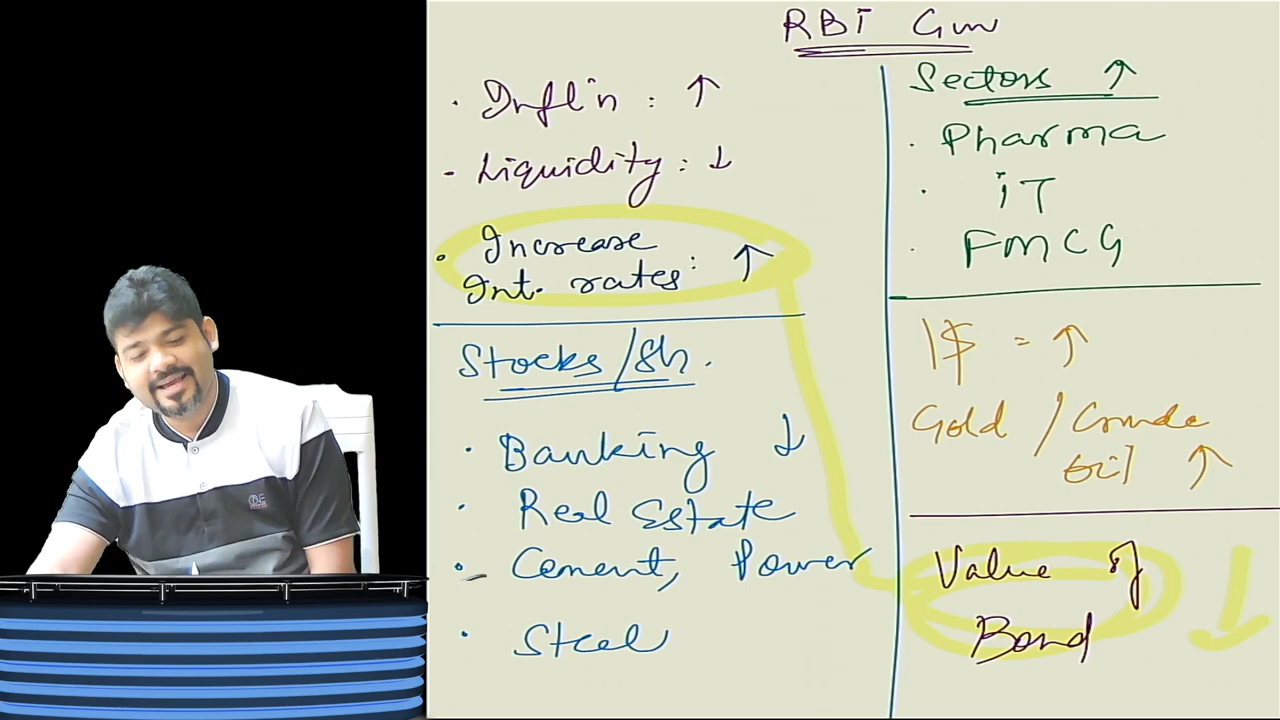 RBI Guv
. Infl'n : ↑
- Liquidity : ↓
. Increase
Int. rates : ↑
Stocks/Sh.
. Banking ↓
. Real Estate
. Cement, Power
. Steel
Sectors ↑
. Pharma
. iT
. FMCG
1$ = ↑
Gold / Crude
Oil ↑
Value of
Bond ↓